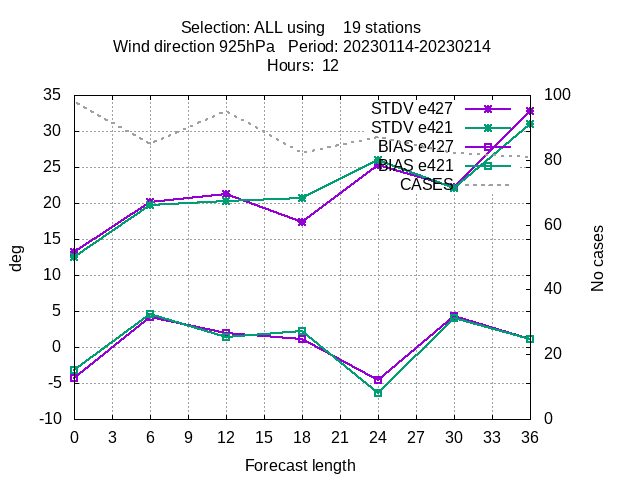 Selection: ALL using    19 stations
Wind direction 925hPa   Period: 20230114-20230214
Hours:  12
35
30
25
20
15
10
5
0
-5
-10
deg
100
80
60
40
20
0
No cases
STDV e427
STDV e421
BIAS e427
BIAS e421
CASES
0 3 6 9 12 15 18 21 24 27 30 33 36
Forecast length